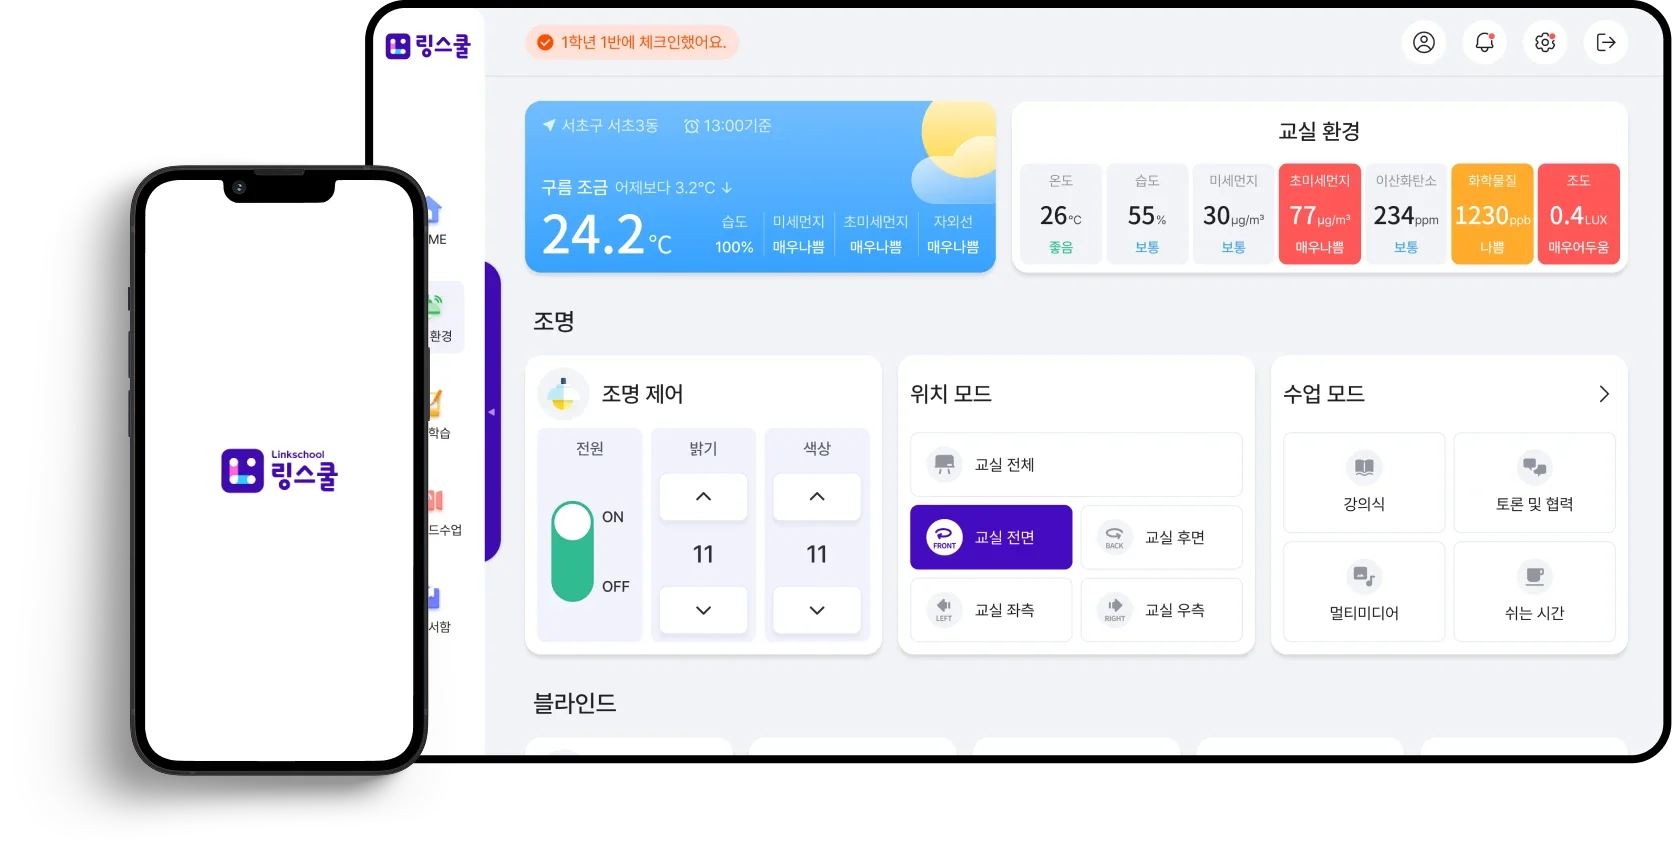 링스쿨
1학년 1반에 체크인했어요.
서초구 서초3동 13:00기준
구름 조금 어제보다 3.2°C ↓
24.2°C
습도 미세먼지 초미세먼지 자외선
100% 매우나쁨 매우나쁨 매우나쁨
교실 환경
온도 습도 미세먼지 초미세먼지 이산화탄소 화학물질 조도
26°C 55% 30μg/m³ 77μg/m³ 234ppm 1230ppb 0.4LUX
좋음 보통 보통 매우나쁨 보통 나쁨 매우어두움
ME
환경
학습
드수업
서함
Linkschool
링스쿨
조명
조명 제어
전원 밝기 색상
ON
OFF
11 11
위치 모드
교실 전체
FRONT 교실 전면
BACK 교실 후면
LEFT 교실 좌측
RIGHT 교실 우측
수업 모드
강의식 토론 및 협력
멀티미디어 쉬는 시간
블라인드